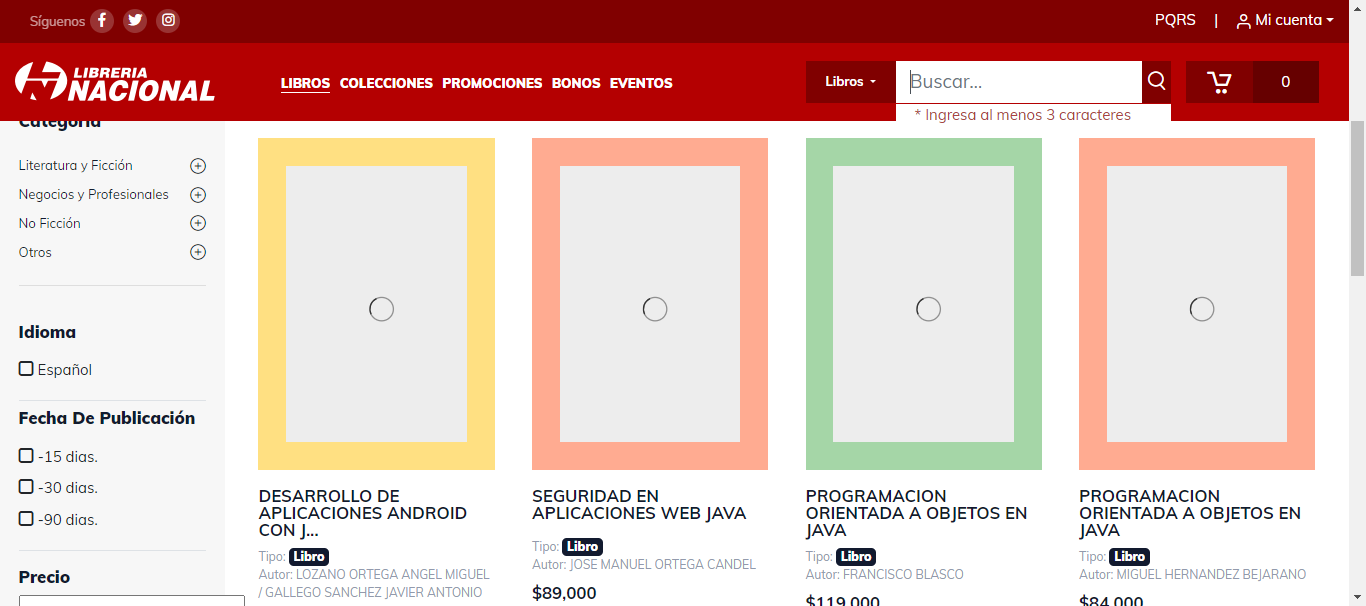 Síguenos
PQRS | Mi cuenta
LIBRERIA
NACIONAL
LIBROS COLECCIONES PROMOCIONES BONOS EVENTOS
Libros
Buscar...
0
* Ingresa al menos 3 caracteres
Categoría
Literatura y Ficción
Negocios y Profesionales
No Ficción
Otros
Idioma
Español
Fecha De Publicación
-15 dias.
-30 dias.
-90 dias.
Precio
DESARROLLO DE
APLICACIONES ANDROID
CON J...
Tipo: Libro
Autor: LOZANO ORTEGA ANGEL MIGUEL
/ GALLEGO SANCHEZ JAVIER ANTONIO
SEGURIDAD EN
APLICACIONES WEB JAVA
Tipo: Libro
Autor: JOSE MANUEL ORTEGA CANDEL
$89,000
PROGRAMACION
ORIENTADA A OBJETOS EN
JAVA
Tipo: Libro
Autor: FRANCISCO BLASCO
$119,000
PROGRAMACION
ORIENTADA A OBJETOS EN
JAVA
Tipo: Libro
Autor: MIGUEL HERNANDEZ BEJARANO
$84,000